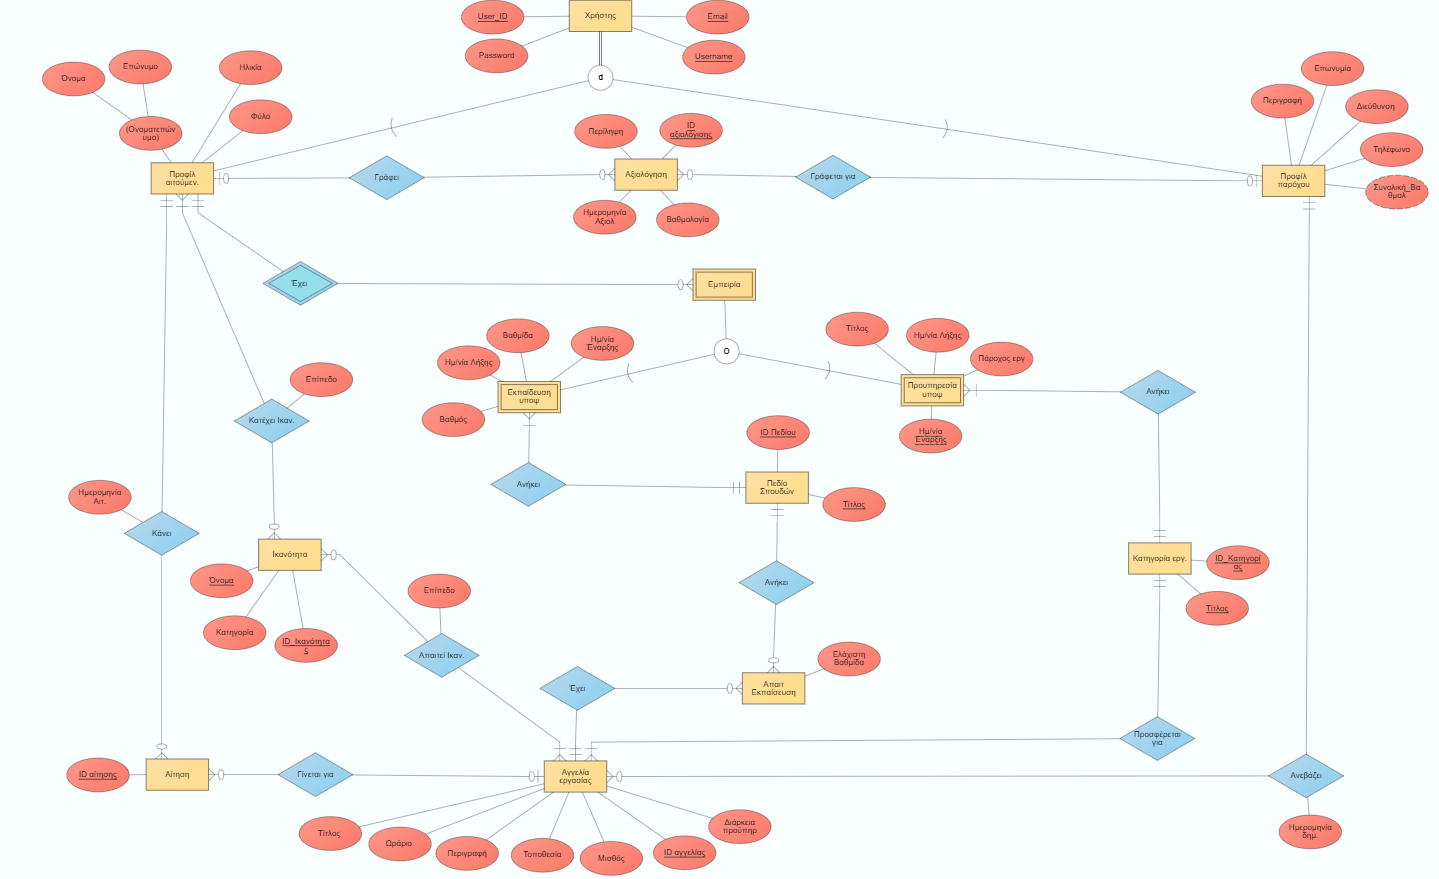 User_ID
Χρήστης
Email
Password
Username
d
Όνομα
Επώνυμο
Ηλικία
(Ονοματεπών
υμο)
Φύλο
Επωνυμία
Περιγραφή
Διεύθυνση
Τηλέφωνο
Συνολική_Βα
θμολ
Προφίλ
αιτούμεν.
Γράφει
Περίληψη
ID
αξιολόγισης
Αξιολόγηση
Ημερομηνία
Αξιολ
Βαθμολογία
Γράφεται για
Προφίλ
παρόχου
Έχει
Εμπειρία
O
Βαθμίδα
Ημ/νία
Έναρξης
Ημ/νία Λήξης
Εκπαίδευση
υποψ
Βαθμός
Τίτλος
Ημ/νία Λήξης
Πάροχος εργ
Προυπηρεσία
υποψ
Ημ/νία
Έναρξης
Ανήκει
Επίπεδο
Κατέχει Ικαν.
Ανήκει
ID Πεδίου
Πεδίο
Σπουδών
Τίτλος
Ημερομηνία
Αιτ.
Κάνει
Ικανότητα
Όνομα
Κατηγορία
ID_Ικανότητα
ς
Επίπεδο
Απαιτεί Ικαν.
Ανήκει
Κατηγορία εργ.
ID_Κατηγορί
ας
Τίτλος
Έχει
Απαιτ
Εκπαίσευση
Ελάχιστη
Βαθμίδα
Προσφέρεται
για
ID αίτησης
Αίτηση
Γίνεται για
Αγγελία
εργασίας
Ανεβάζει
Τίτλος
Ωράριο
Περιγραφή
Τοποθεσία
Μισθός
ID αγγελίας
Διάρκεια
προϋπηρ
Ημερομηνία
δημ.